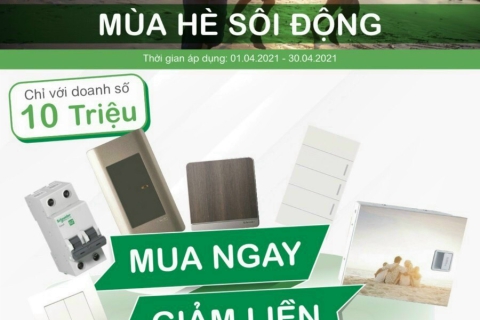 MÙA HÈ SÔI ĐỘNG
Thời gian áp dụng: 01.04.2021 - 30.04.2021
Chỉ với doanh số
10 Triệu
MUA NGAY
GIẢM LIỀN